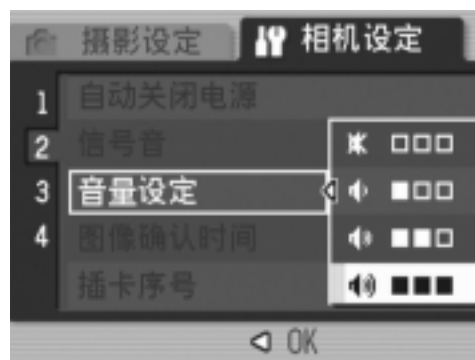 摄影设定 相机设定
1 自动关闭电源
2 信号音
3 音量设定
4 图像确认时间
插卡序号
OK